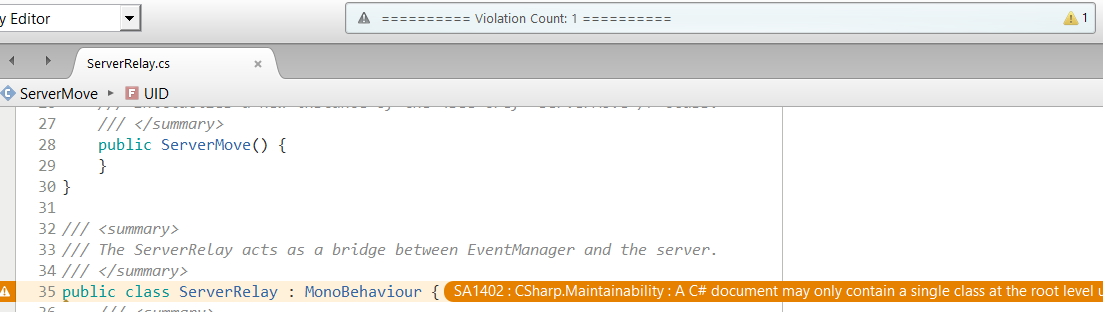 y Editor
========== Violation Count: 1 ==========
1
ServerRelay.cs ×
ServerMove ▸ F UID
27 /// </summary>
28 public ServerMove() {
29 }
30 }
31
32 /// <summary>
33 /// The ServerRelay acts as a bridge between EventManager and the server.
34 /// </summary>
35 public class ServerRelay : MonoBehaviour { SA1402 : CSharp.Maintainability : A C# document may only contain a single class at the root level u
/// <summary>